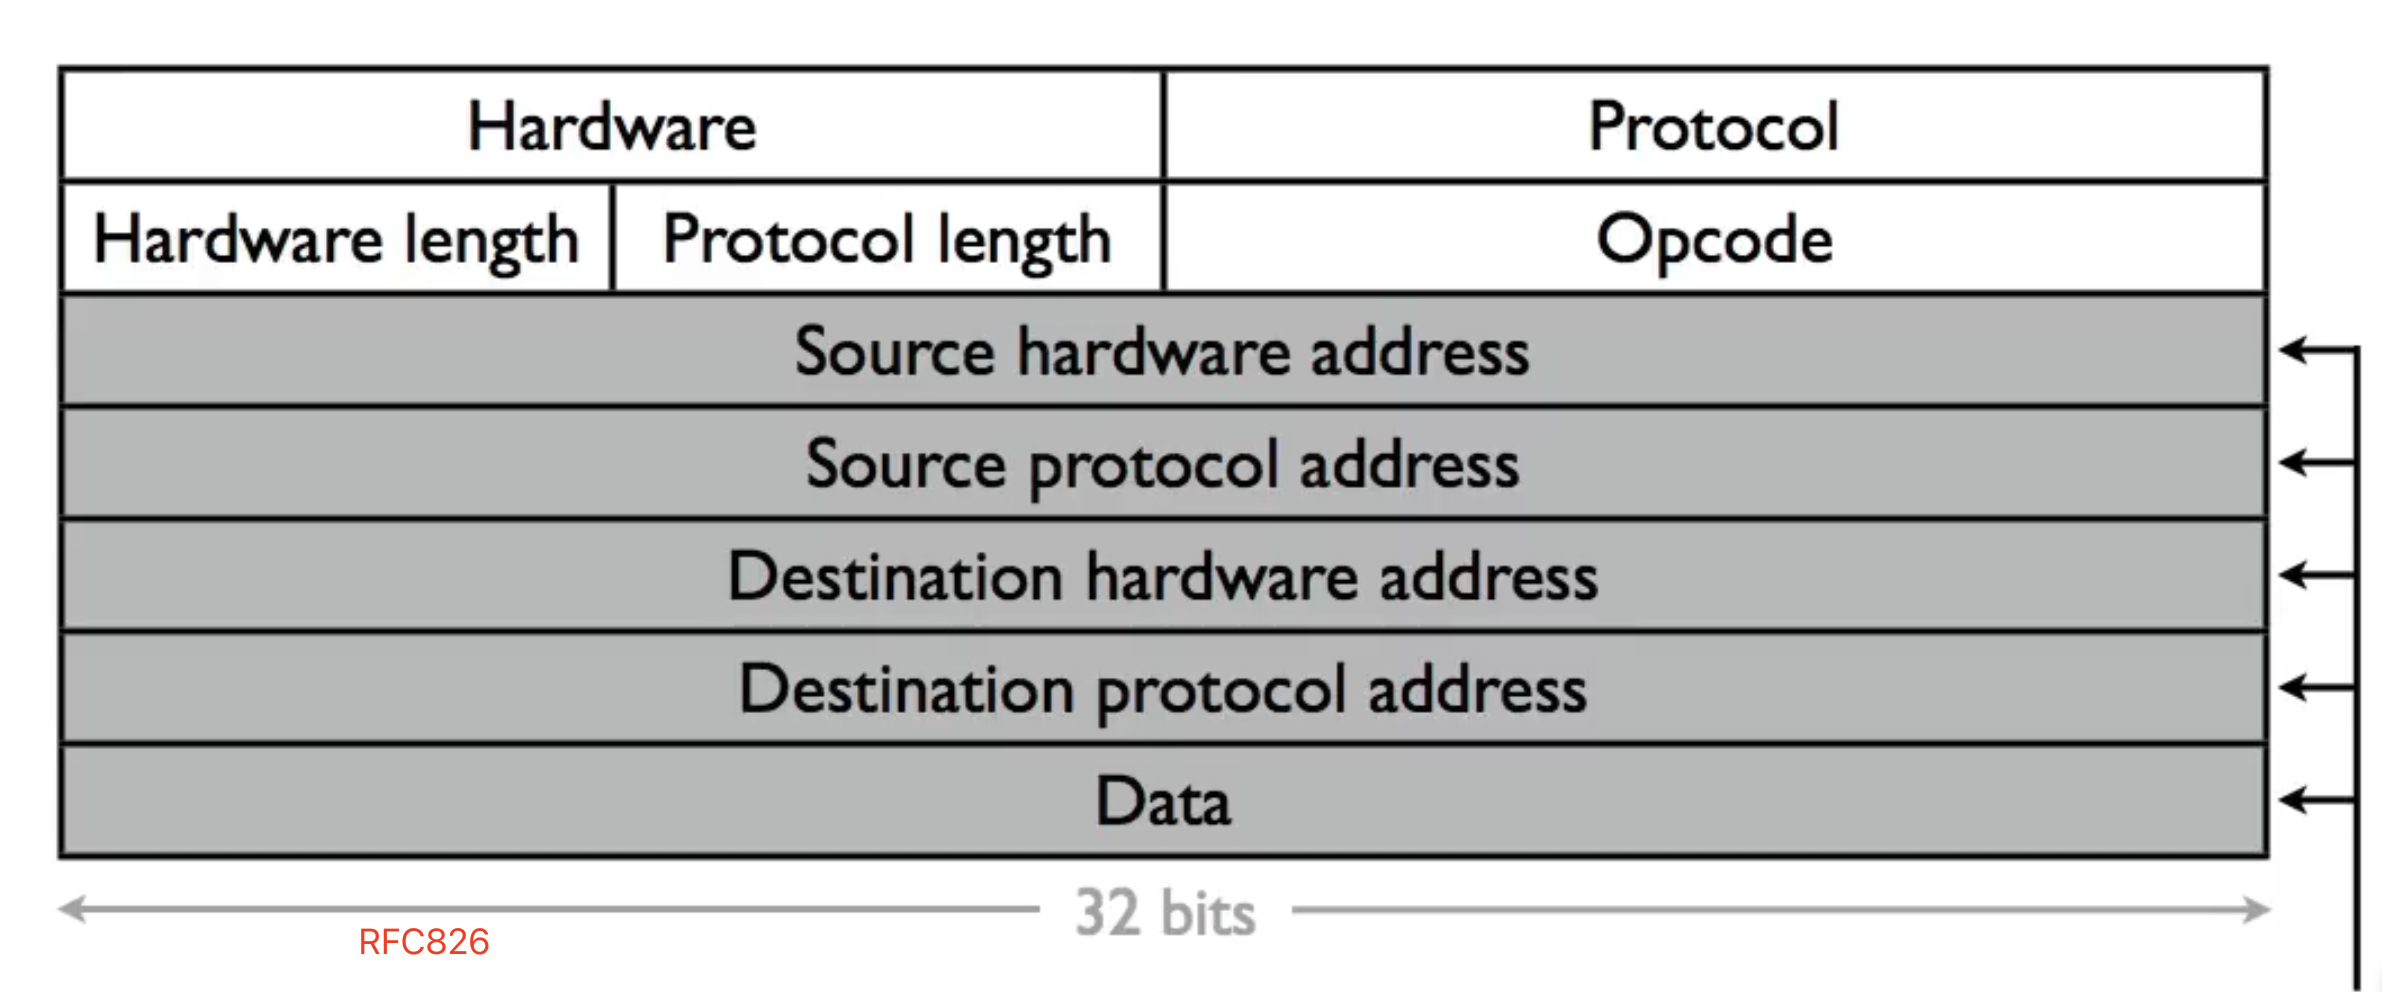 Hardware Protocol
Hardware length Protocol length Opcode
Source hardware address
Source protocol address
Destination hardware address
Destination protocol address
Data
32 bits
RFC826